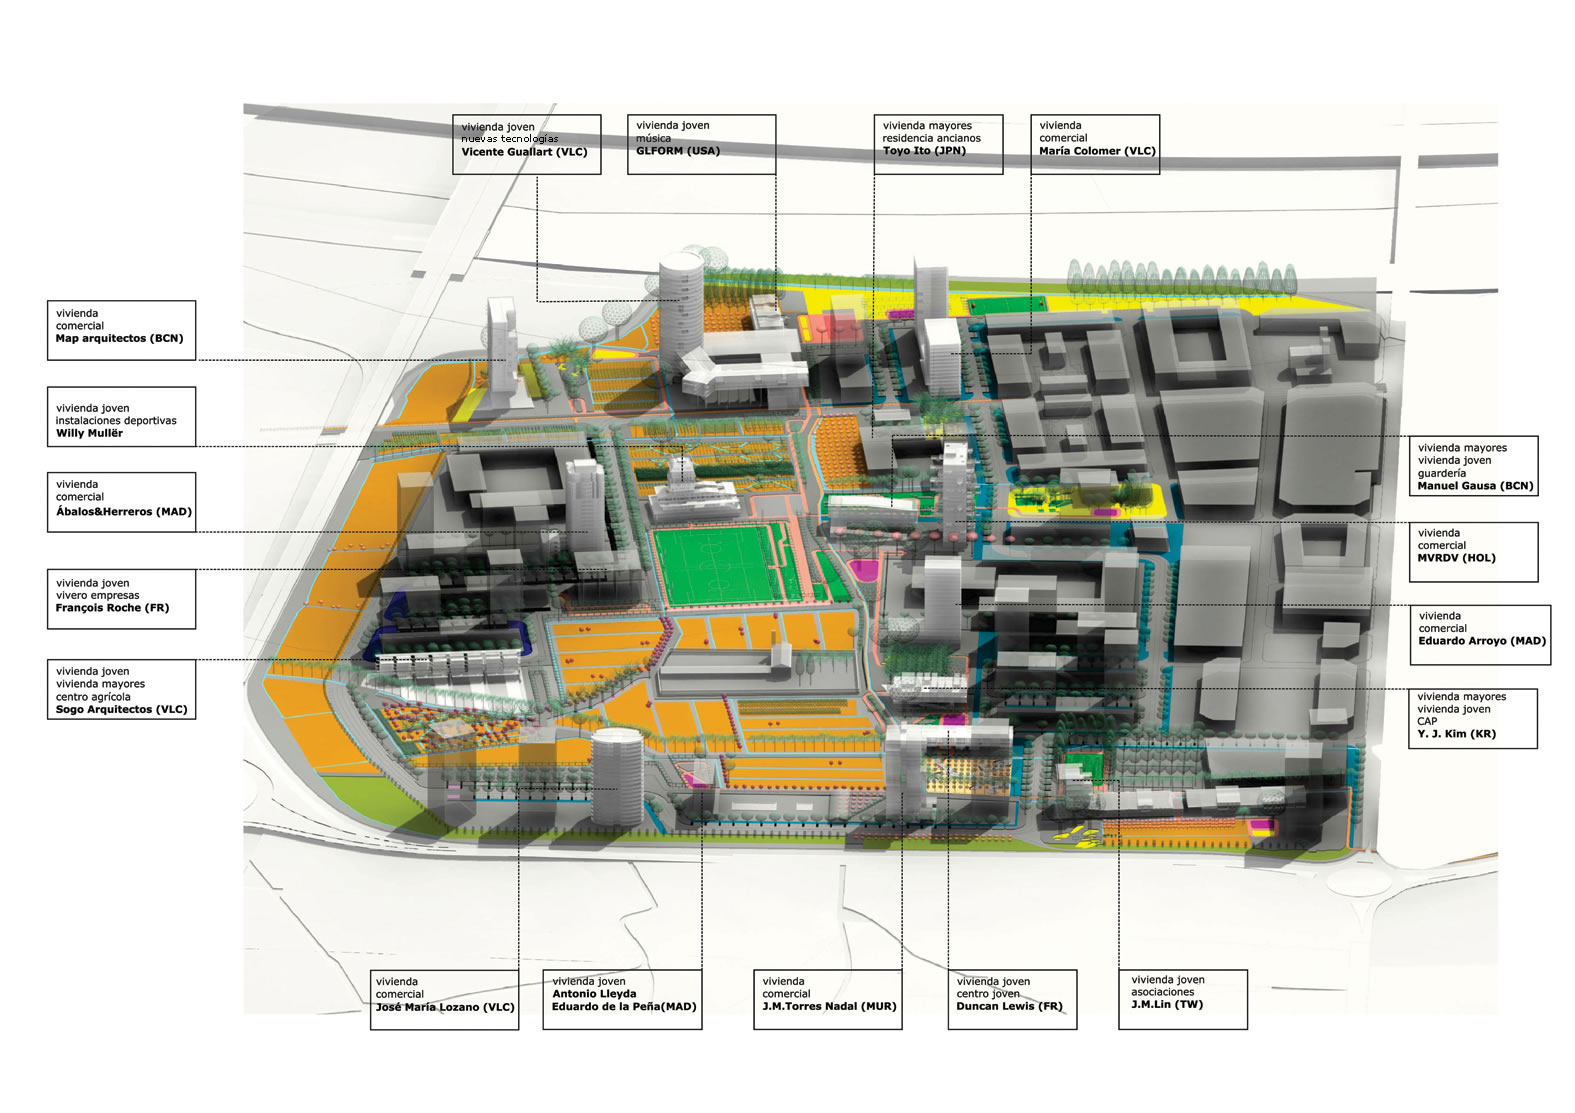 vivienda joven
nuevas tecnologías
Vicente Guallart (VLC)
vivienda joven
música
GLFORM (USA)
vivienda mayores
residencia ancianos
Toyo Ito (JPN)
vivienda
comercial
María Colomer (VLC)
vivienda
comercial
Map arquitectos (BCN)
vivienda joven
instalaciones deportivas
Willy Mullër
vivienda
comercial
Ábalos&Herreros (MAD)
vivienda joven
vivero empresas
François Roche (FR)
vivienda joven
vivienda mayores
centro agrícola
Sogo Arquitectos (VLC)
vivienda mayores
vivienda joven
guardería
Manuel Gausa (BCN)
vivienda
comercial
MVRDV (HOL)
vivienda
comercial
Eduardo Arroyo (MAD)
vivienda mayores
vivienda joven
CAP
Y. J. Kim (KR)
vivienda
comercial
José María Lozano (VLC)
vivienda joven
Antonio Lleyda
Eduardo de la Peña(MAD)
vivienda
comercial
J.M.Torres Nadal (MUR)
vivienda joven
centro joven
Duncan Lewis (FR)
vivienda joven
asociaciones
J.M.Lin (TW)